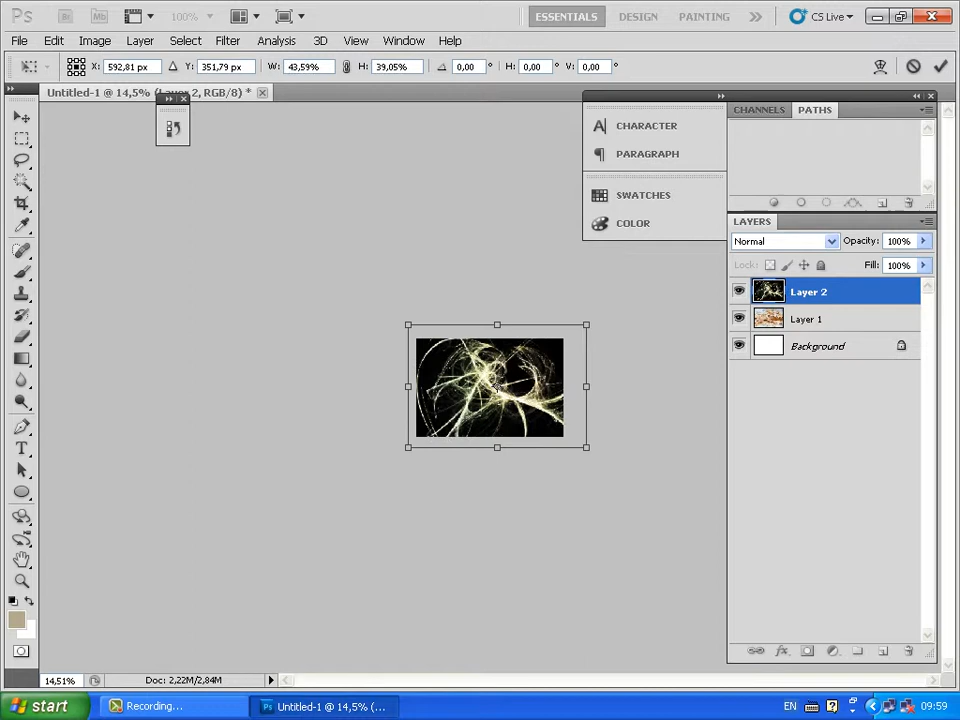 Ps Br Mb 100% ESSENTIALS DESIGN PAINTING CS Live
File Edit Image Layer Select Filter Analysis 3D View Window Help
X: 592,81 px Y: 351,79 px W: 43,59% H: 39,05% 0,00 ° H: 0,00 ° V: 0,00 °
Untitled-1 @ 14,5% (Layer 2, RGB/8) *
CHANNELS PATHS
CHARACTER
PARAGRAPH
SWATCHES
COLOR
LAYERS
Normal Opacity: 100%
Lock: Fill: 100%
Layer 2
Layer 1
Background
14,51% Doc: 2,22M/2,84M
start Recording... Untitled-1 @ 14,5% (... EN 09:59